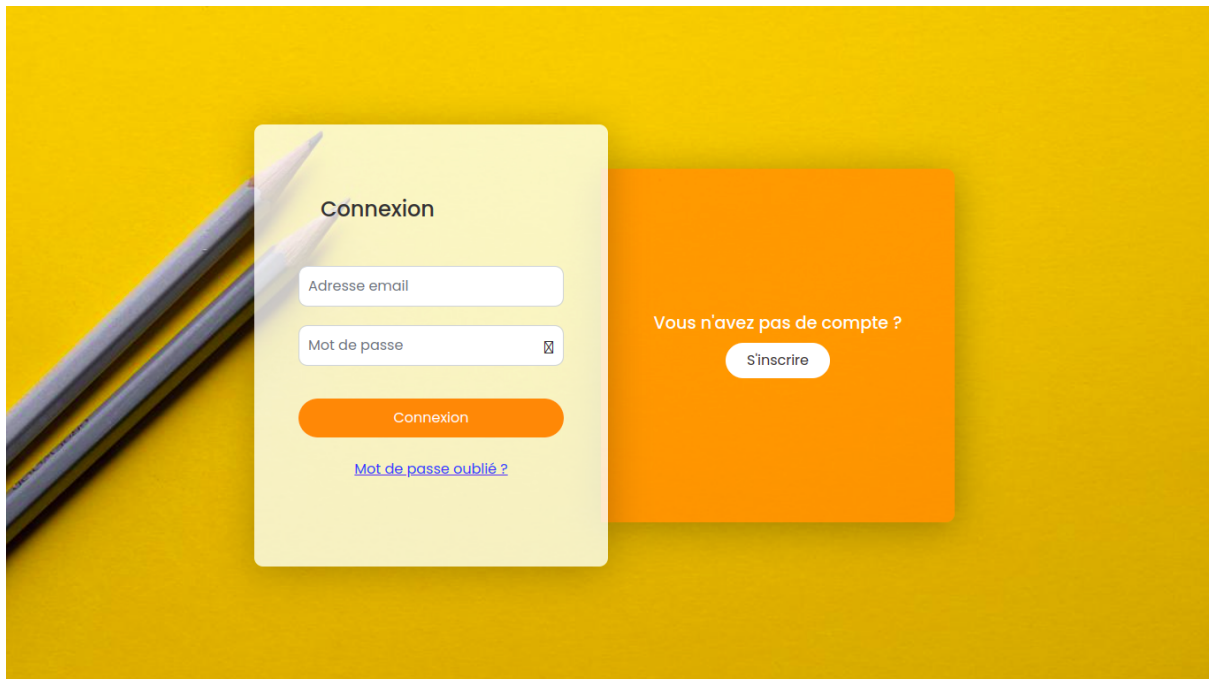 Connexion
Adresse email
Mot de passe
Connexion
Mot de passe oublié ?
Vous n'avez pas de compte ?
S'inscrire